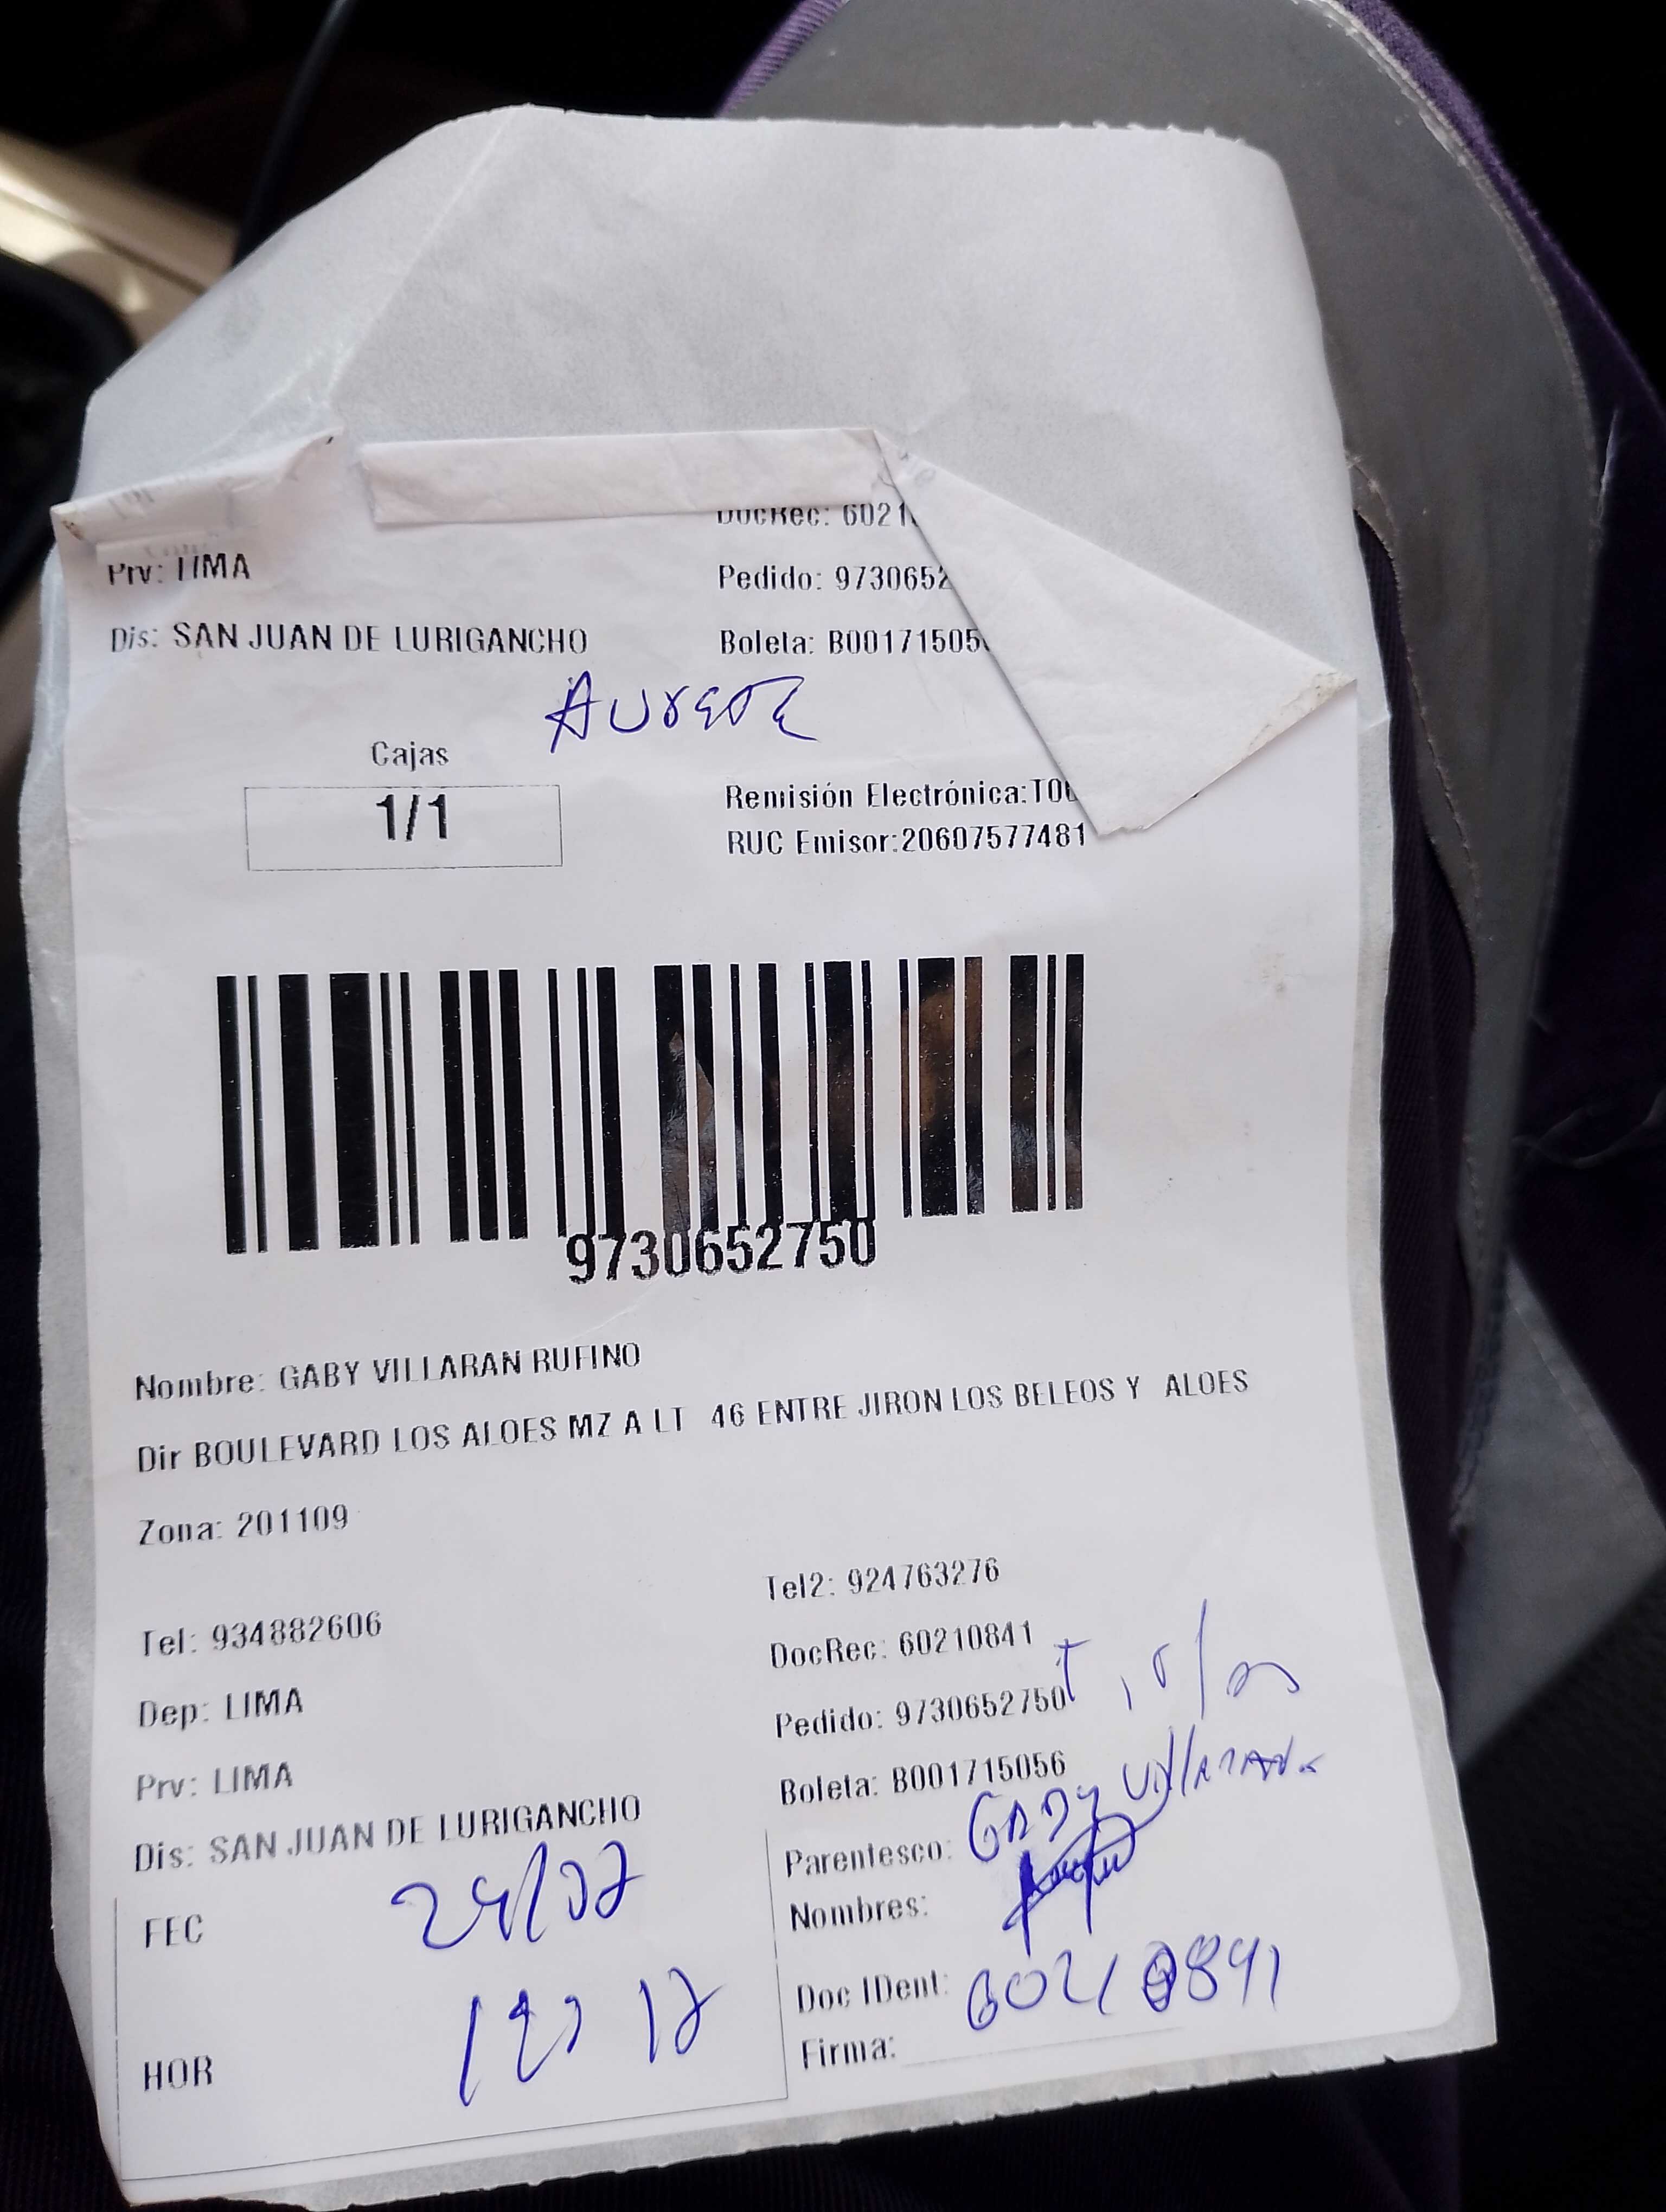 DocRec: 6021
Prv: LIMA Pedido: 9730652
Dis: SAN JUAN DE LURIGANCHO Boleta: B00171505
Cajas
1/1
Remisión Electrónica:T0
RUC Emisor:20607577481
9730652750
Nombre: GABY VILLARAN RUFINO
Dir BOULEVARD LOS ALOES MZ A LT 46 ENTRE JIRON LOS BELEOS Y ALOES
Zona: 201109
Tel2: 924763276
Tel: 934882606
DocRec: 60210841
Dep: LIMA
Pedido: 9730652750
Prv: LIMA
Boleta: B001715056
Dis: SAN JUAN DE LURIGANCHO
Parentesco: GABY Villaran
FEC
Nombres:
Doc IDent: 60210841
HOR
Firma: